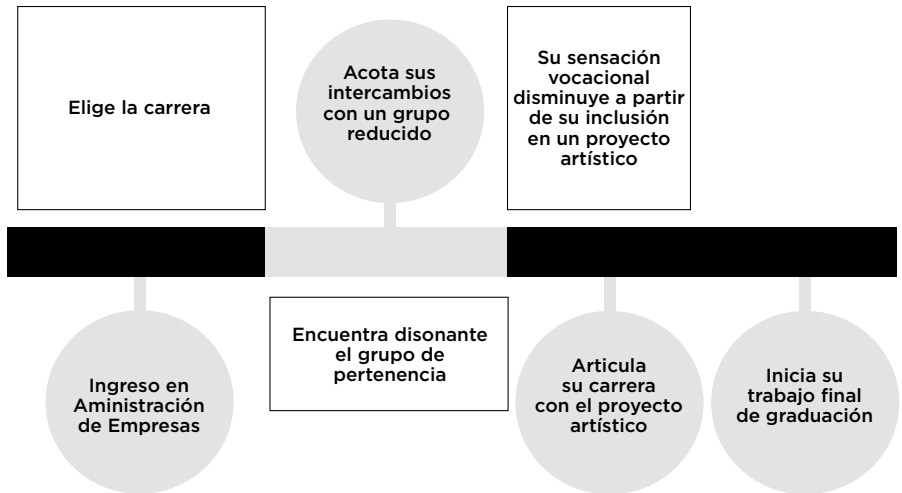 Elige la carrera
Acota sus
intercambios
con un grupo
reducido
Su sensación
vocacional
disminuye a partir
de su inclusión
en un proyecto
artístico
Ingreso en
Aministración
de Empresas
Encuentra disonante
el grupo de
pertenencia
Articula
su carrera
con el proyecto
artístico
Inicia su
trabajo final
de graduación